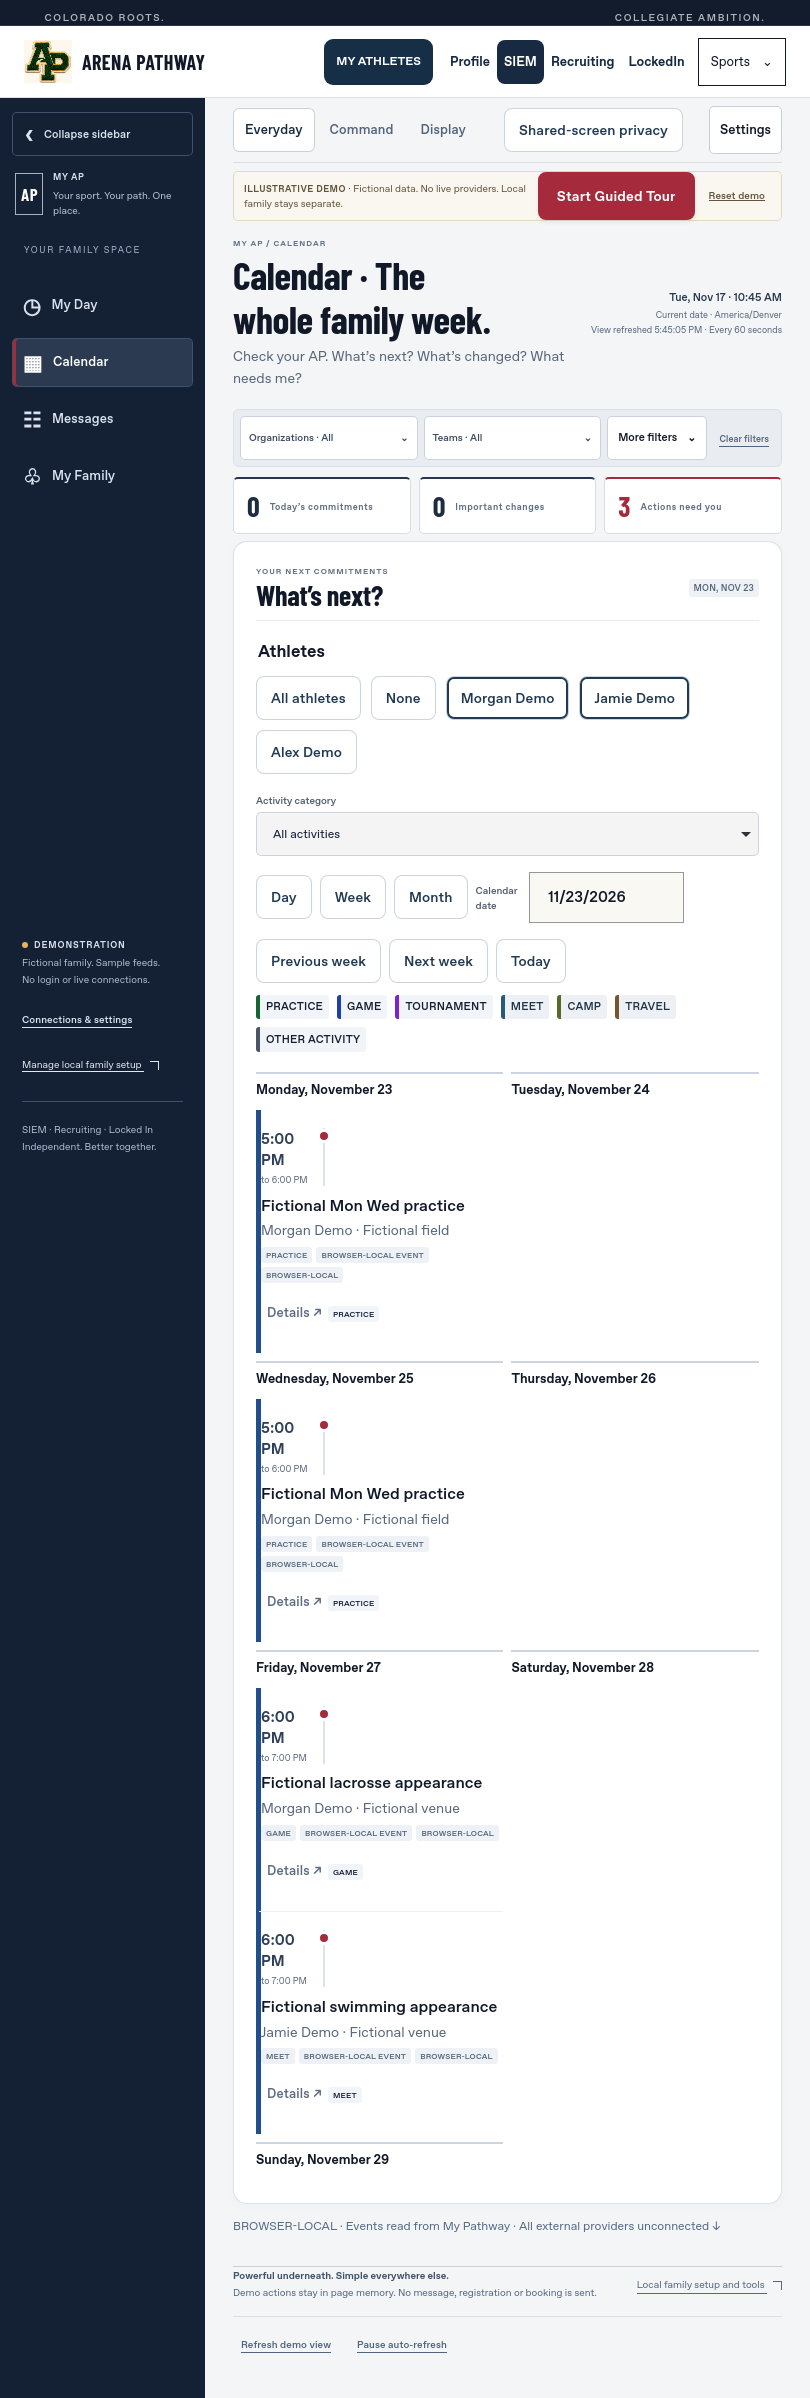 COLORADO ROOTS.
COLLEGIATE AMBITION.
AP ARENA PATHWAY
MY ATHLETES
Profile
SIEM
Recruiting
LockedIn
Sports
Collapse sidebar
AP
MY AP
Your sport. Your path. One
place.
YOUR FAMILY SPACE
My Day
Calendar
Messages
My Family
DEMONSTRATION
Fictional family. Sample feeds.
No login or live connections.
Connections & settings
Manage local family setup
SIEM · Recruiting · Locked In
Independent. Better together.
Everyday
Command
Display
Shared-screen privacy
Settings
ILLUSTRATIVE DEMO · Fictional data. No live providers. Local
family stays separate.
Start Guided Tour
Reset demo
MY AP / CALENDAR
Calendar · The
whole family week.
Check your AP. What’s next? What’s changed? What
needs me?
Tue, Nov 17 · 10:45 AM
Current date · America/Denver
View refreshed 5:45:05 PM · Every 60 seconds
Organizations · All
Teams · All
More filters
Clear filters
0 Today’s commitments
0 Important changes
3 Actions need you
YOUR NEXT COMMITMENTS
What’s next?
MON, NOV 23
Athletes
All athletes
None
Morgan Demo
Jamie Demo
Alex Demo
Activity category
All activities
Day
Week
Month
Calendar
date
11/23/2026
Previous week
Next week
Today
PRACTICE
GAME
TOURNAMENT
MEET
CAMP
TRAVEL
OTHER ACTIVITY
Monday, November 23
Tuesday, November 24
5:00
PM
to 6:00 PM
Fictional Mon Wed practice
Morgan Demo · Fictional field
PRACTICE
BROWSER-LOCAL EVENT
BROWSER-LOCAL
Details ↗ PRACTICE
Wednesday, November 25
Thursday, November 26
5:00
PM
to 6:00 PM
Fictional Mon Wed practice
Morgan Demo · Fictional field
PRACTICE
BROWSER-LOCAL EVENT
BROWSER-LOCAL
Details ↗ PRACTICE
Friday, November 27
Saturday, November 28
6:00
PM
to 7:00 PM
Fictional lacrosse appearance
Morgan Demo · Fictional venue
GAME
BROWSER-LOCAL EVENT
BROWSER-LOCAL
Details ↗ GAME
6:00
PM
to 7:00 PM
Fictional swimming appearance
Jamie Demo · Fictional venue
MEET
BROWSER-LOCAL EVENT
BROWSER-LOCAL
Details ↗ MEET
Sunday, November 29
BROWSER-LOCAL · Events read from My Pathway · All external providers unconnected ↓
Powerful underneath. Simple everywhere else.
Demo actions stay in page memory. No message, registration or booking is sent.
Local family setup and tools
Refresh demo view
Pause auto-refresh